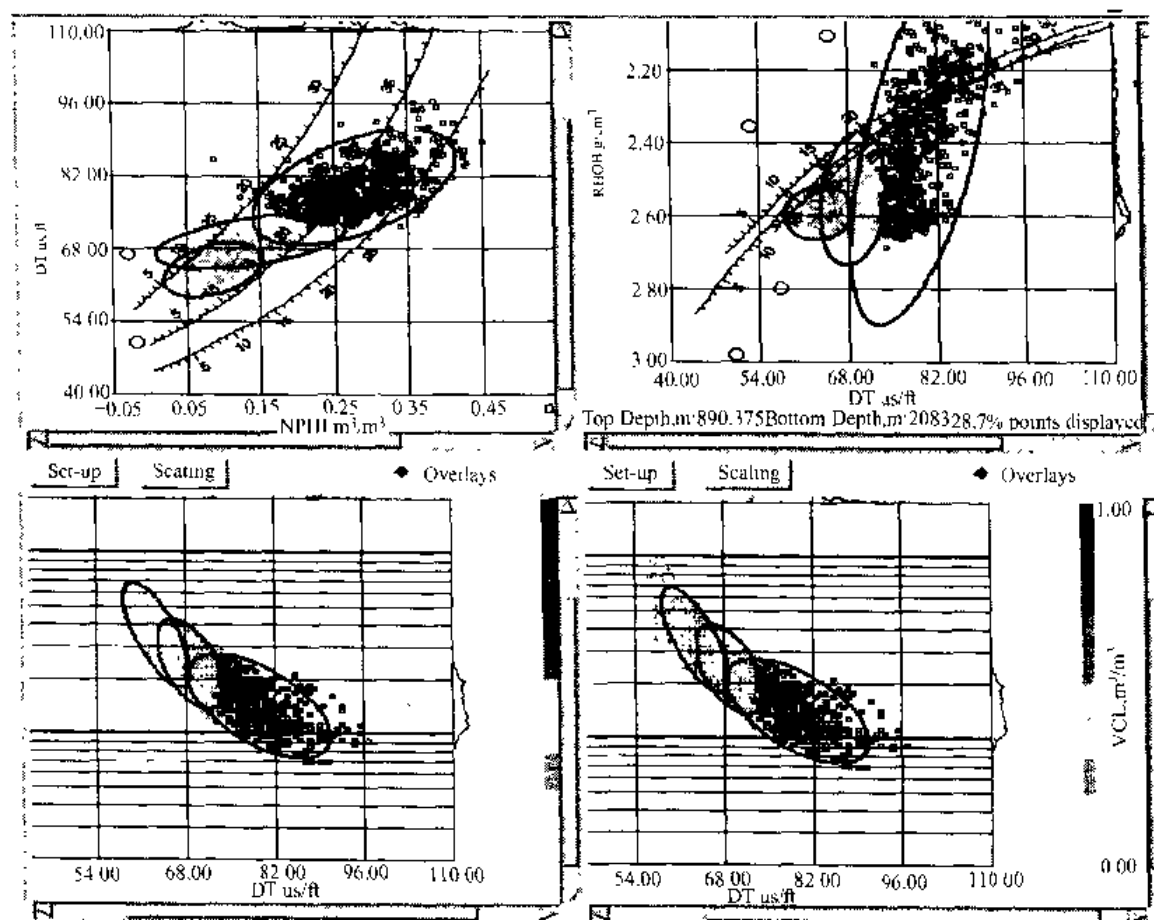 110.00
96.00
82.00
68.00
54.00
40.00
DT us/f
-0.05 0.05 0.15 0.25 0.35 0.45
NPHI m³,m³
2.20
2.40
2.60
2.80
3.00
40.00 54.00 68.00 82.00 96.00 110.00
DT us/ft
Top Depth,m:890.375Bottom Depth,m:208328.7% points displayed
Set-up Scaling Overlays
54.00 68.00 82.00 96.00 110.00
DT us/ft
Set-up Scaling Overlays
1.00
VCL.m³/m³
0.00
54.00 68.00 82.00 96.00 110.00
DT us/ft